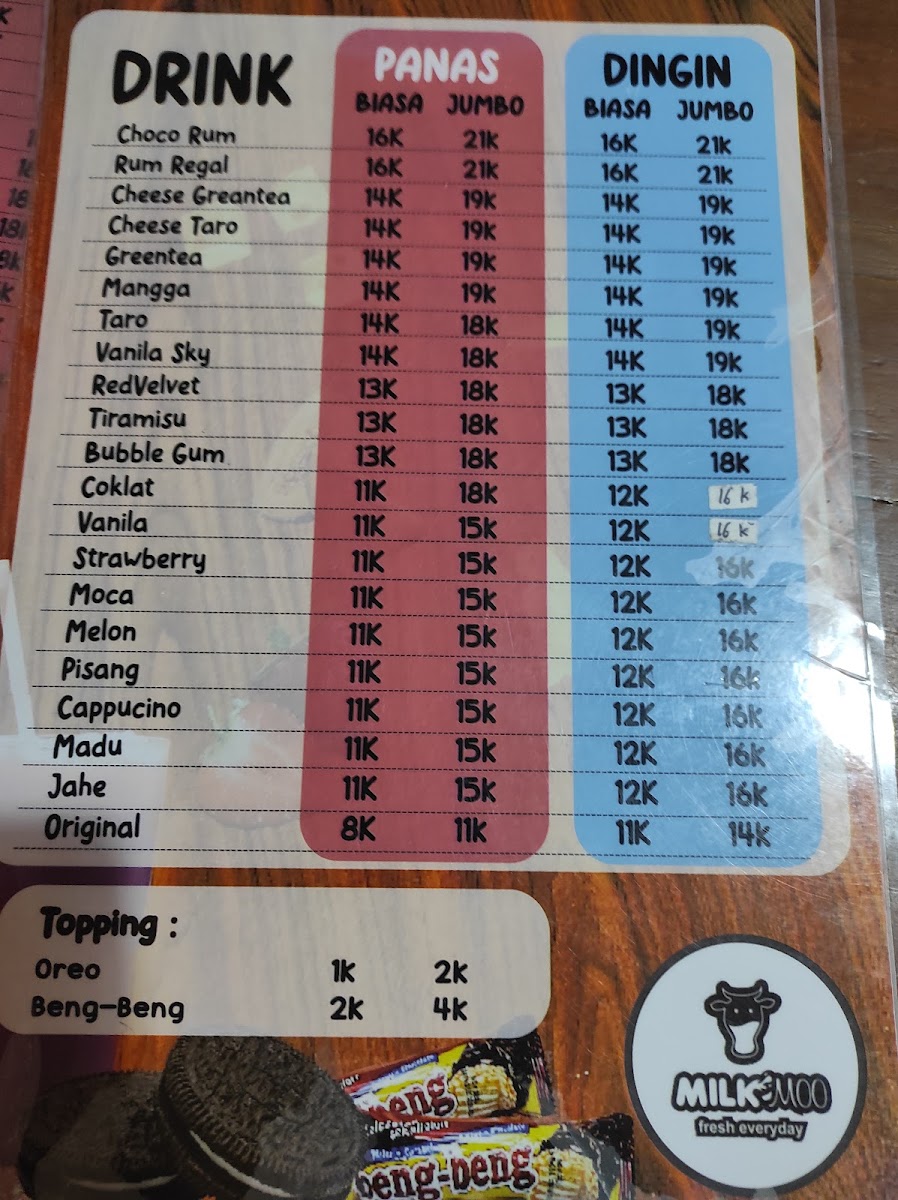 DRINK PANAS DINGIN
BIASA JUMBO BIASA JUMBO
Choco Rum 16K 21k 16K 21k
Rum Regal 16K 21k 16K 21k
Cheese Greantea 14K 19k 14K 19k
Cheese Taro 14K 19k 14K 19k
Greentea 14K 19k 14K 19k
Mangga 14K 19k 14K 19k
Taro 14K 18k 14K 19k
Vanila Sky 14K 18k 14K 19k
RedVelvet 13K 18k 13K 18k
Tiramisu 13K 18k 13K 18k
Bubble Gum 13K 18k 13K 18k
Coklat 11K 18k 12K 16 k
Vanila 11K 15k 12K 16 k
Strawberry 11K 15k 12K 16k
Moca 11K 15k 12K 16k
Melon 11K 15k 12K 16k
Pisang 11K 15k 12K 16k
Cappucino 11K 15k 12K 16k
Madu 11K 15k 12K 16k
Jahe 11K 15k 12K 16k
Original 8K 11k 11K 14k
Topping :
Oreo 1k 2k
Beng-Beng 2K 4k
MILK MOO
fresh everyday
beng-beng